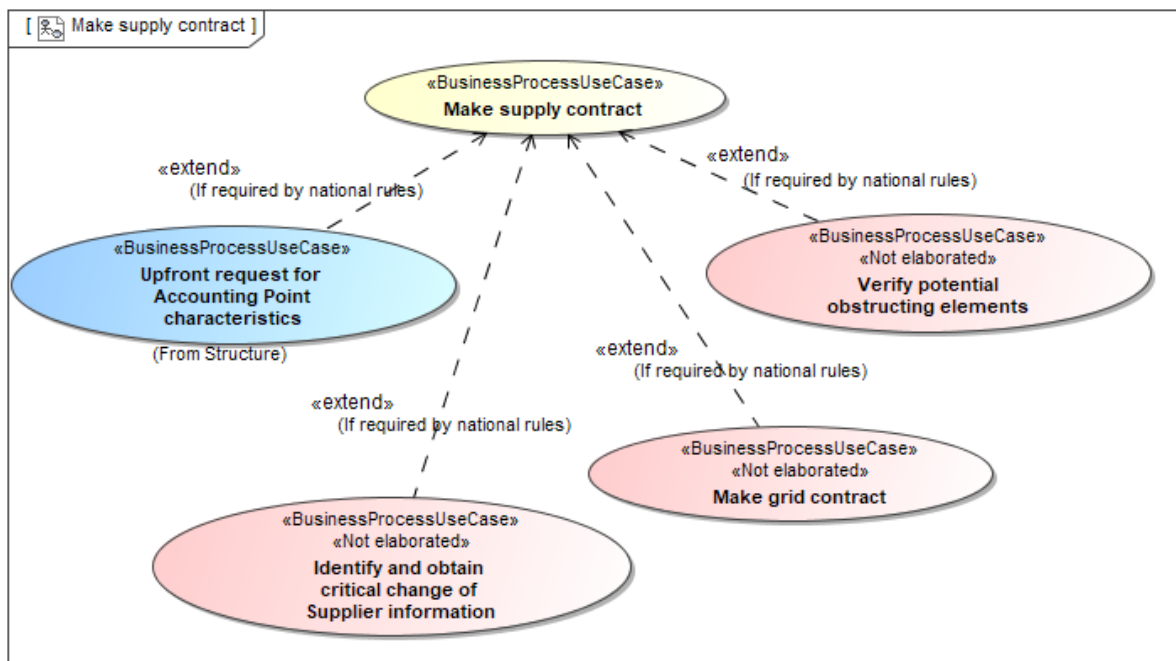 [ Make supply contract ]
«BusinessProcessUseCase»
Make supply contract
«extend»
(If required by national rules)
«extend»
(If required by national rules)
«BusinessProcessUseCase»
Upfront request for
Accounting Point
characteristics
(From Structure)
«BusinessProcessUseCase»
«Not elaborated»
Verify potential
obstructing elements
«extend»
(If required by national rules)
«extend»
(If required by national rules)
«BusinessProcessUseCase»
«Not elaborated»
Make grid contract
«BusinessProcessUseCase»
«Not elaborated»
Identify and obtain
critical change of
Supplier information